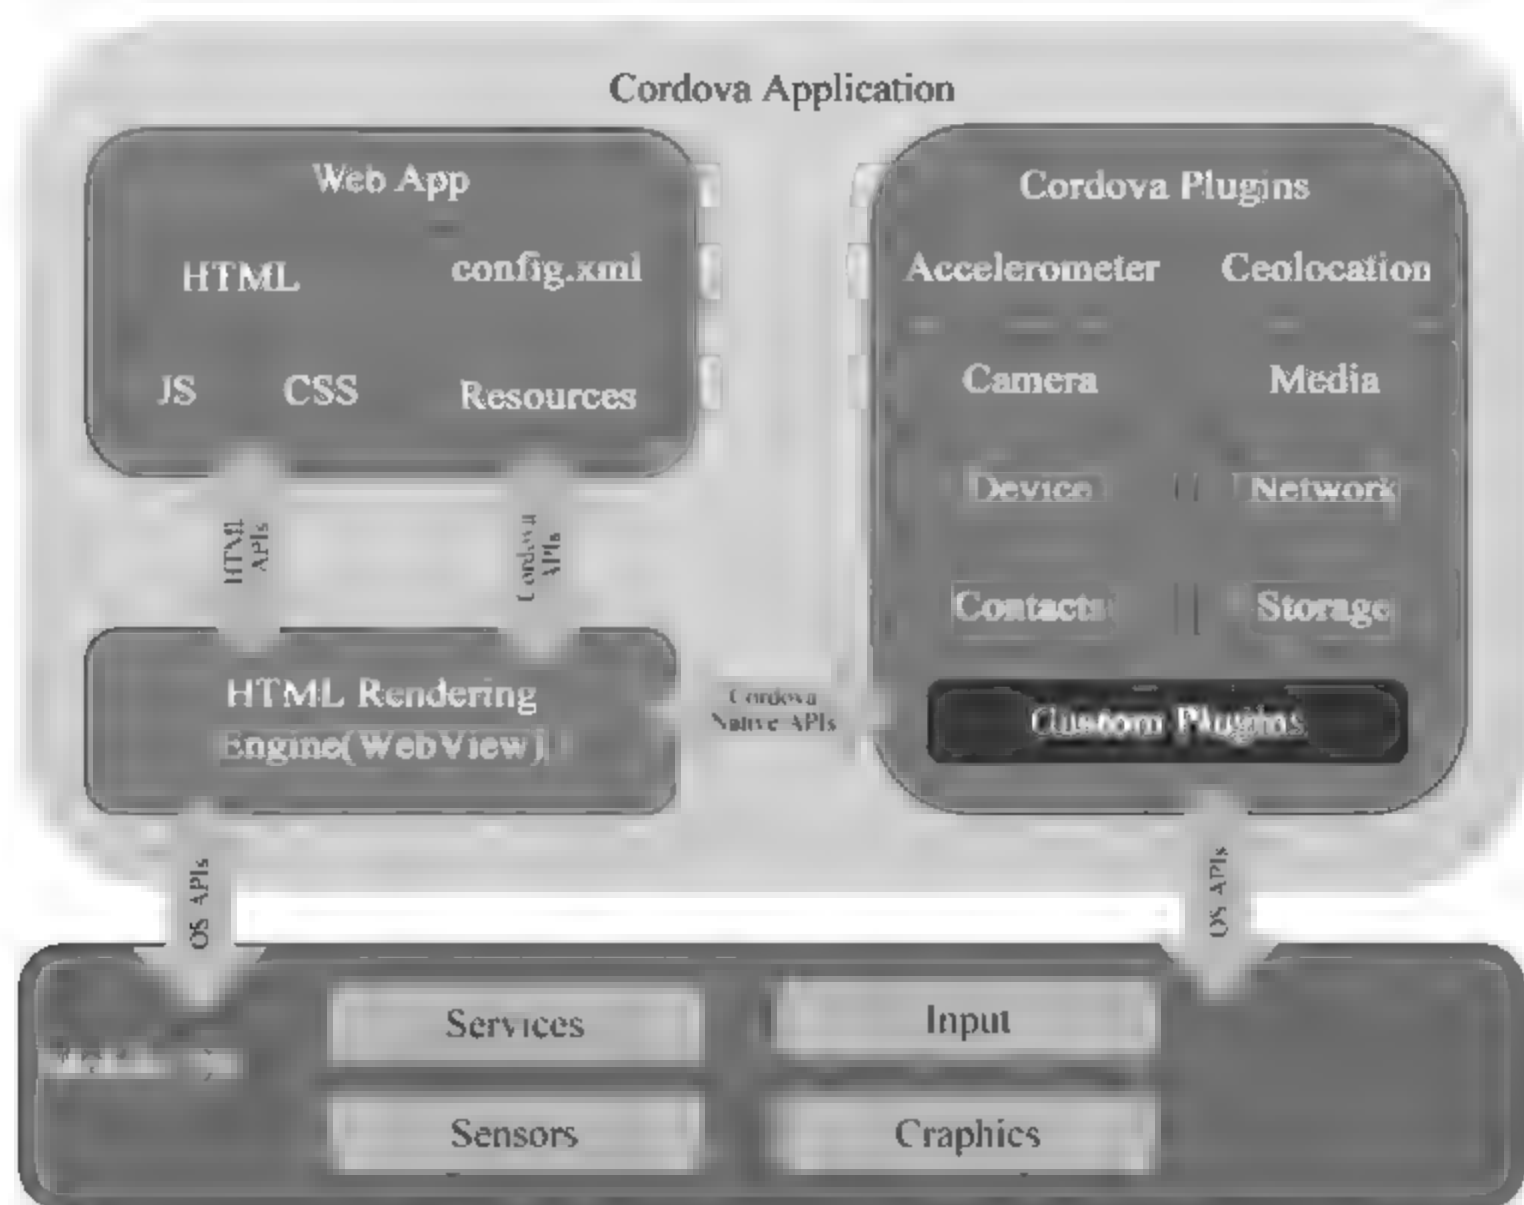 Cordova Application
Web App
HTML
config.xml
JS
CSS
Resources
Cordova Plugins
Accelerometer
Ceolocation
Camera
Media
Device
Network
Contacts
Storage
Custom Plugins
HTML
APIs
Cordova
APIs
HTML Rendering
Engine(WebView)
Cordova
Native APIs
OS APIs
OS APIs
Services
Input
Sensors
Craphics